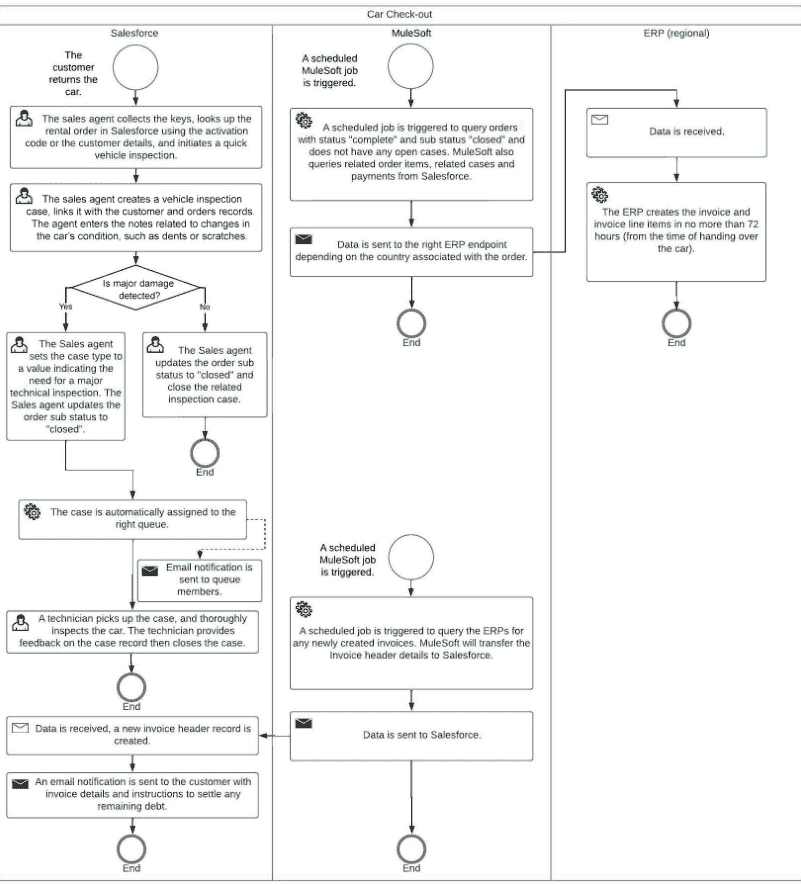 Car Check-out
Salesforce
The
customer
returns the
car.
The sales agent collects the keys, looks up the
rental order in Salesforce using the activation
code or the customer details, and initiates a quick
vehicle inspection.
The sales agent creates a vehicle inspection
case, links it with the customer and orders records.
The agent enters the notes related to changes in
the car's condition, such as dents or scratches.
Is major damage
detected?
Yes
No
The Sales agent
sets the case type to
a value indicating the
need for a major
technical inspection. The
Sales agent updates the
order sub status to
"closed".
The Sales agent
updates the order sub
status to "closed" and
close the related
inspection case.
End
The case is automatically assigned to the
right queue.
Email notification is
sent to queue
members.
A technician picks up the case, and thoroughly
inspects the car. The technician provides
feedback on the case record then closes the case.
End
Data is received, a new invoice header record is
created.
An email notification is sent to the customer with
invoice details and instructions to settle any
remaining debt.
End
MuleSoft
A scheduled
MuleSoft job
is triggered.
A scheduled job is triggered to query orders
with status "complete" and sub status "closed" and
does not have any open cases. MuleSoft also
queries related order items, related cases and
payments from Salesforce.
Data is sent to the right ERP endpoint
depending on the country associated with the order.
End
A scheduled
MuleSoft job
is triggered.
A scheduled job is triggered to query the ERPs for
any newly created invoices. MuleSoft will transfer the
Invoice header details to Salesforce.
Data is sent to Salesforce.
End
ERP (regional)
Data is received.
The ERP creates the invoice and
invoice line items in no more than 72
hours (from the time of handing over
the car).
End